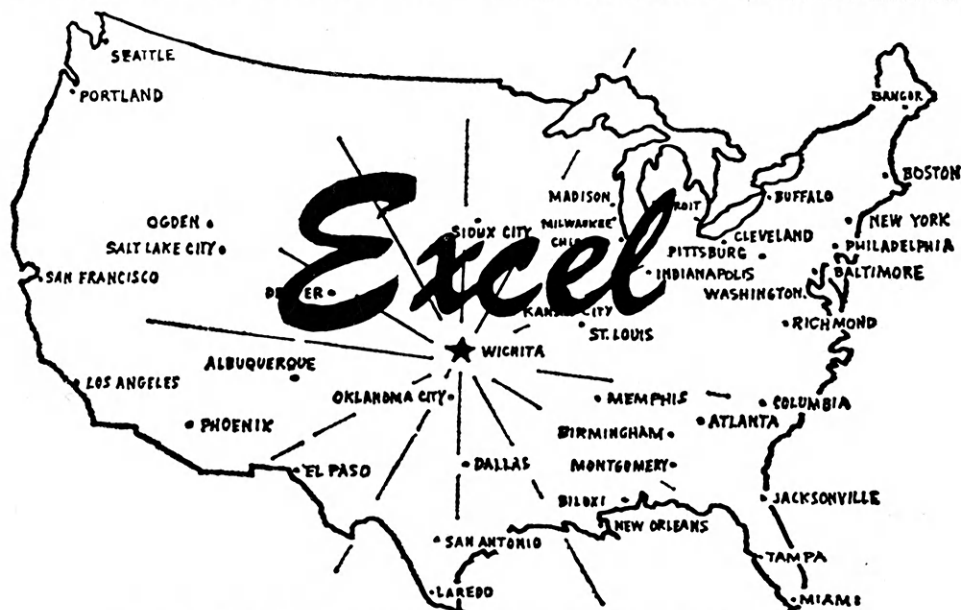 SEATTLE
PORTLAND
BANGOR
BOSTON
BUFFALO
MADISON
MILWAUKEE
OGDEN
SALT LAKE CITY
SIOUX CITY
NEW YORK
CLEVELAND
PHILADELPHIA
PITTSBURG
Excel
SAN FRANCISCO
INDIANAPOLIS
BALTIMORE
WASHINGTON.
RICHMOND
ST. LOUIS
WICHITA
ALBUQUERQUE
LOS ANGELES
OKLAHOMA CITY
MEMPHIS
COLUMBIA
PHOENIX
ATLANTA
BIRMINGHAM
EL PASO
DALLAS
MONTGOMERY
BILOXI
JACKSONVILLE
NEW ORLEANS
SAN ANTONIO
TAMPA
LAREDO
MIAMI